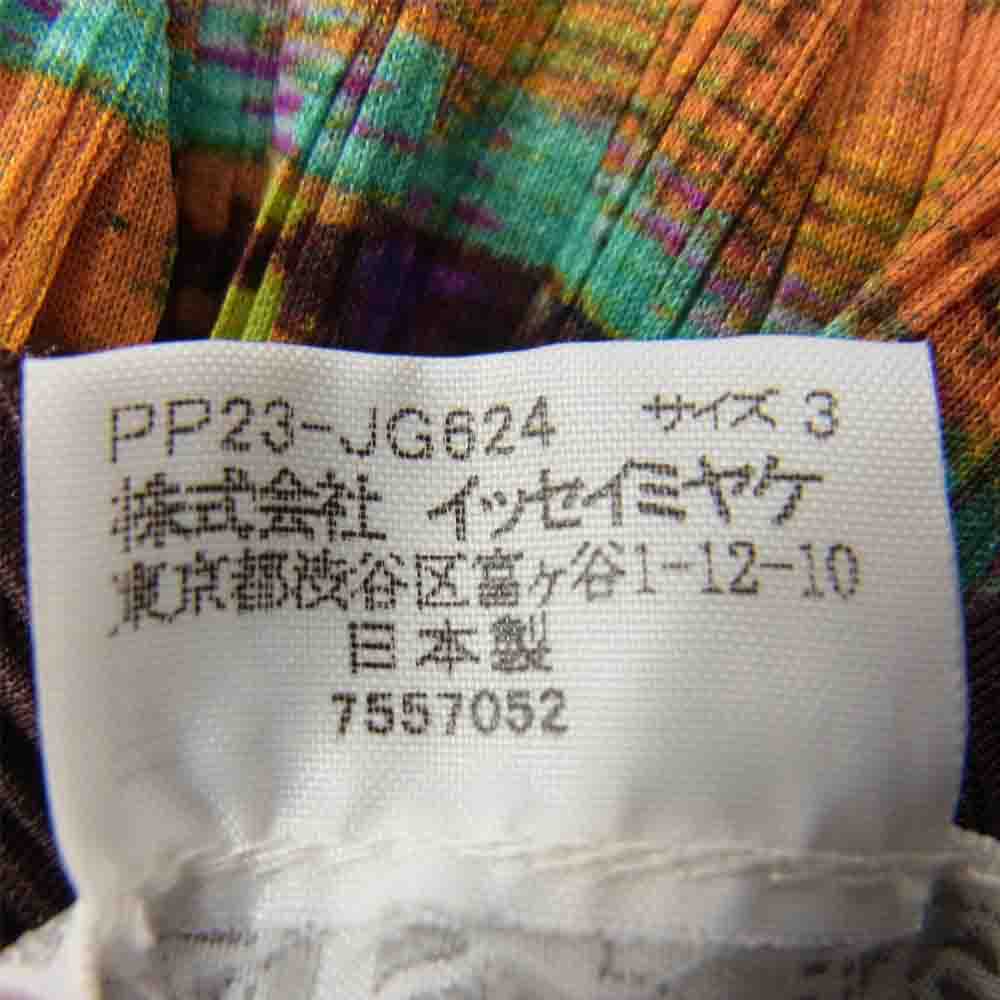 PP23-JG624 サイズ 3
株式会社 イッセイミヤケ
東京都渋谷区富ヶ谷1-12-10
日本製
7557052